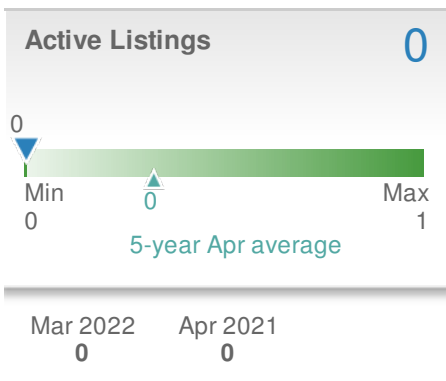 Active Listings 0
0
Min 0 Max
0 1
5-year Apr average
Mar 2022 Apr 2021
0 0